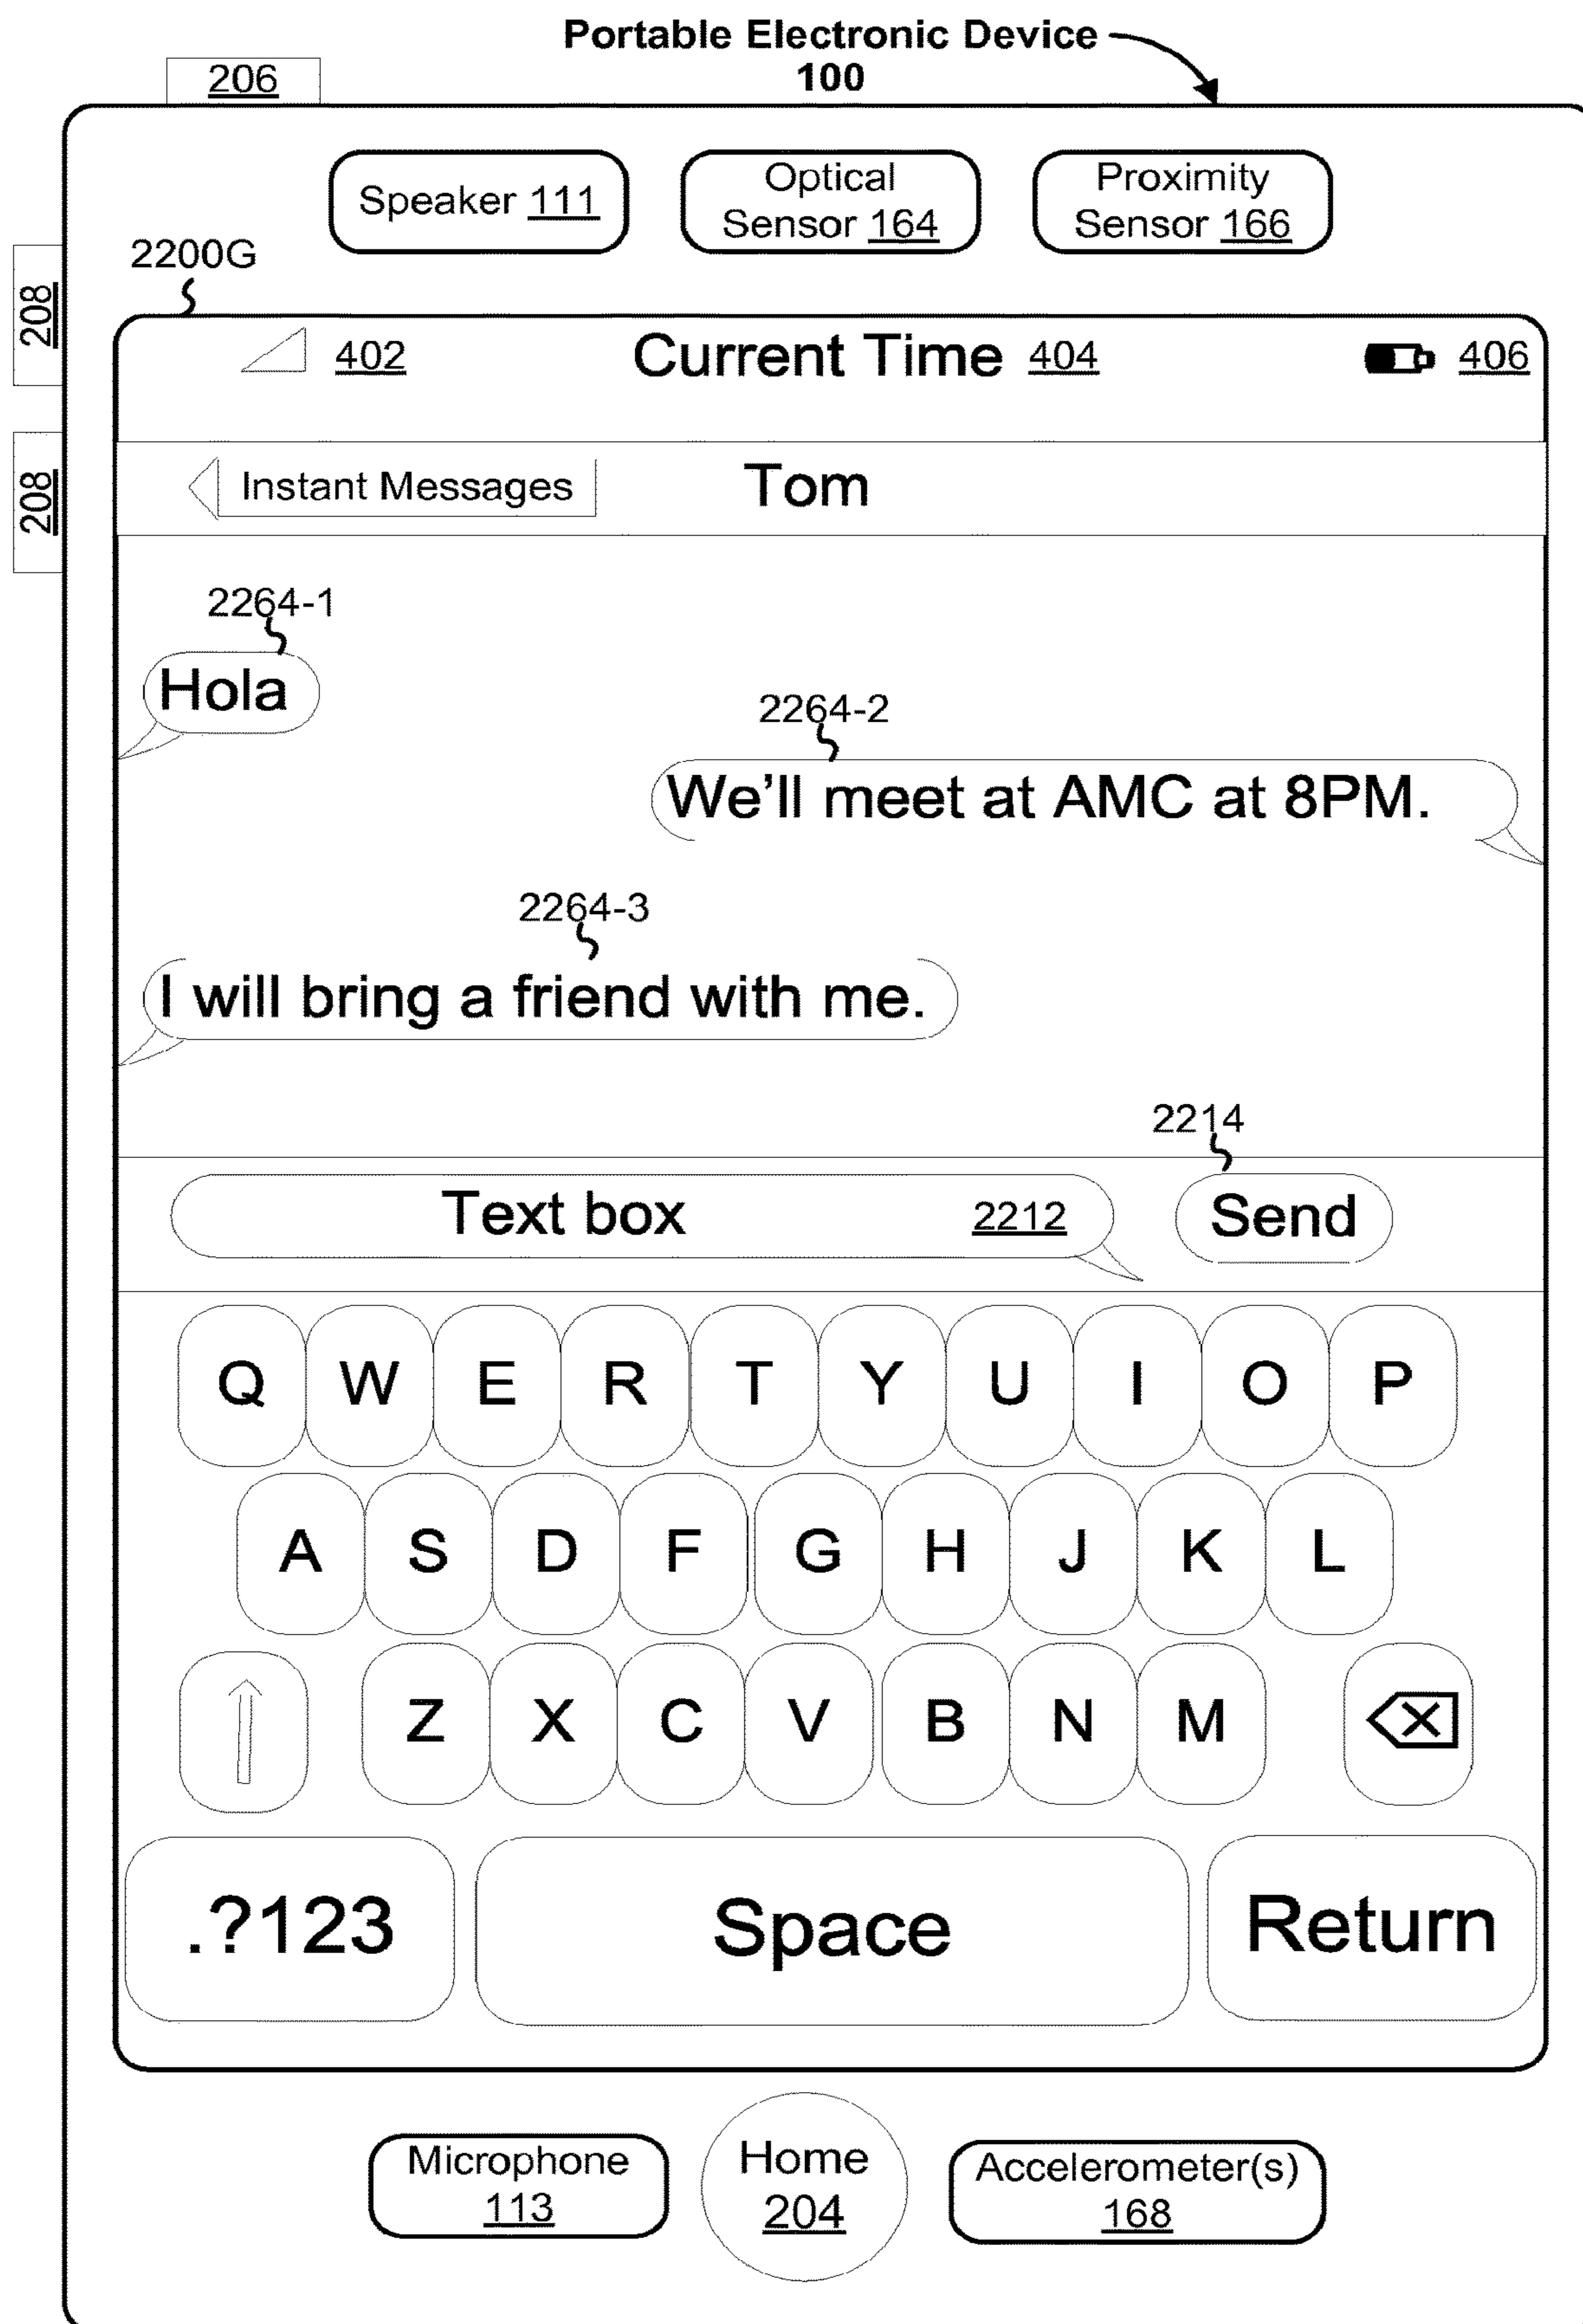 Portable Electronic Device
100
206
Speaker 111
Optical
Sensor 164
Proximity
Sensor 166
2200G
208
402
Current Time 404
406
208
Instant Messages
Tom
2264-1
Hola
2264-2
We'll meet at AMC at 8PM.
2264-3
I will bring a friend with me.
2214
Text box 2212
Send
Q W E R T Y U I O P
A S D F G H J K L
Z X C V B N M
.?123 Space Return
Microphone
113
Home
204
Accelerometer(s)
168